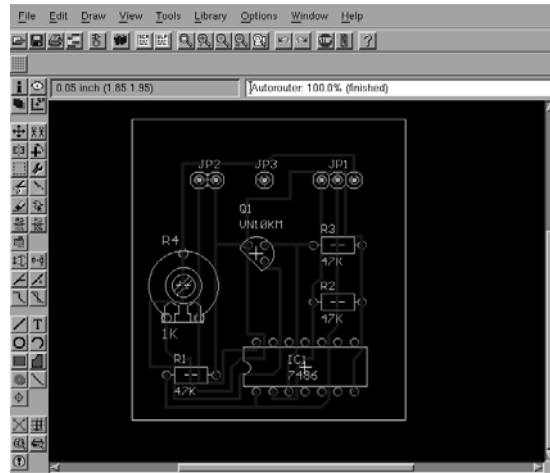 File Edit Draw View Tools Library Options Window Help
0.05 inch (1.85 1.95)
Autorouter: 100.0% (finished)
JP2 JP3 JP1
Q1
VN10KM
R4
R3
47K
R2
47K
1K
IC1
7486
R1
47K